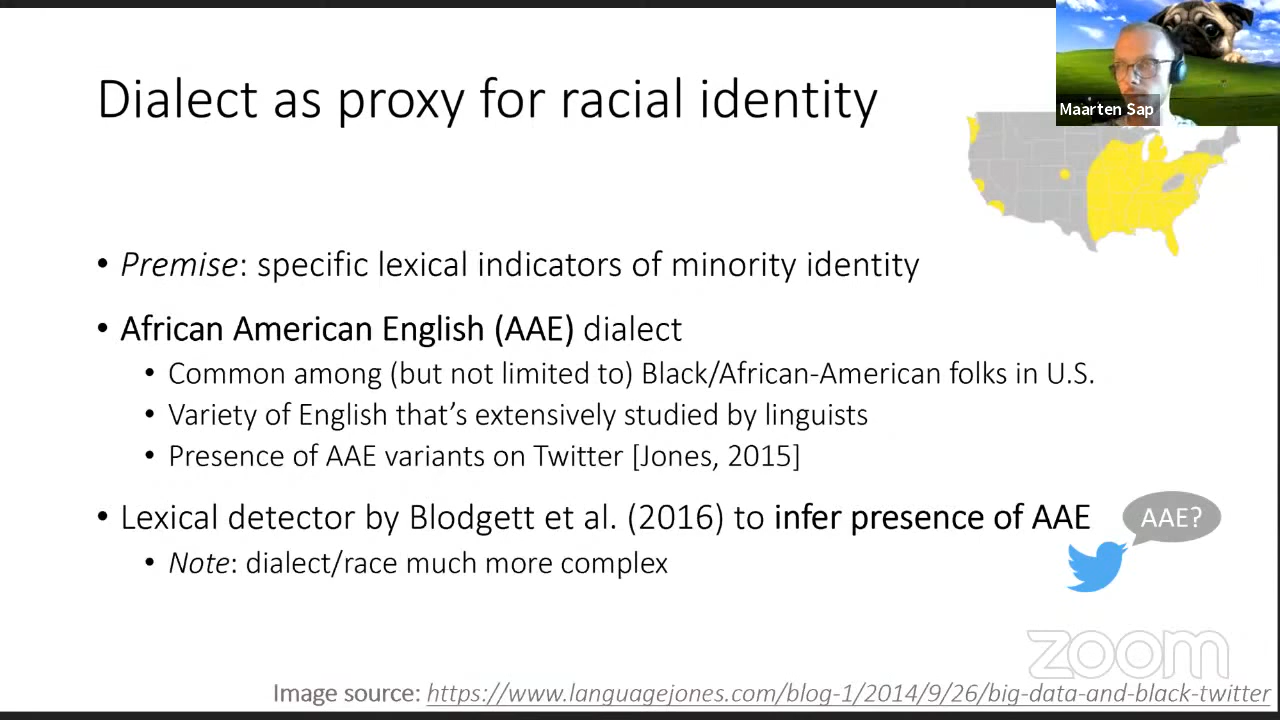 Dialect as proxy for racial identity
Maarten Sap
• Premise: specific lexical indicators of minority identity
• African American English (AAE) dialect
• Common among (but not limited to) Black/African-American folks in U.S.
• Variety of English that’s extensively studied by linguists
• Presence of AAE variants on Twitter [Jones, 2015]
• Lexical detector by Blodgett et al. (2016) to infer presence of AAE
AAE?
• Note: dialect/race much more complex
zoom
Image source: https://www.languagejones.com/blog-1/2014/9/26/big-data-and-black-twitter